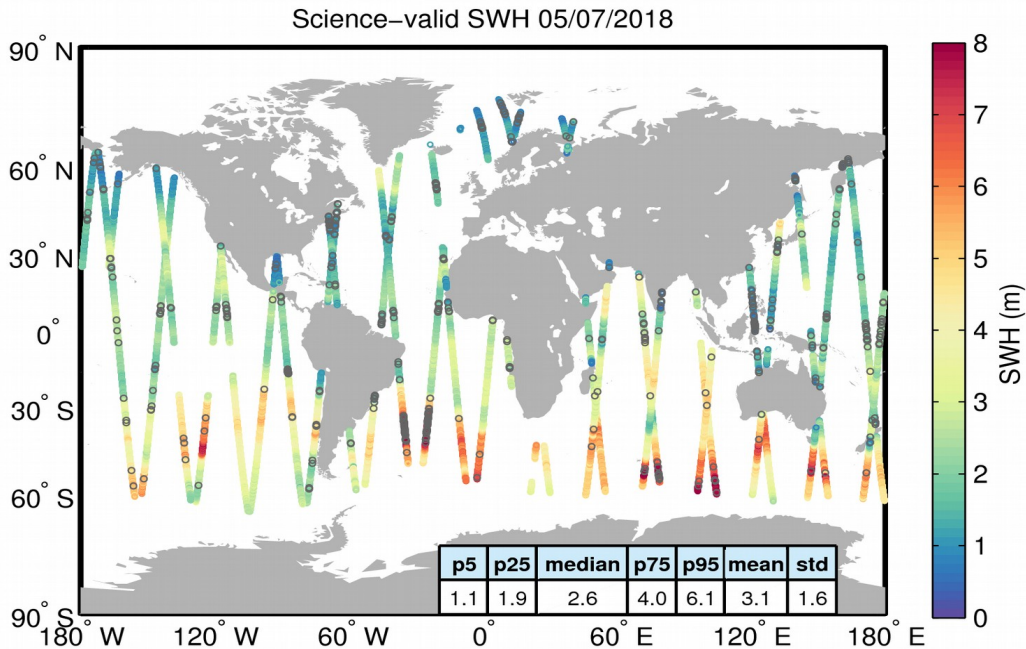 Science−valid SWH 05/07/2018
90° N
60° N
30° N
0°
30° S
60° S
90° S
180° W
120° W
60° W
0°
60° E
120° E
180° E
p5 p25 median p75 p95 mean std
1.1 1.9 2.6 4.0 6.1 3.1 1.6
8
7
6
5
4
3
2
1
0
SWH (m)